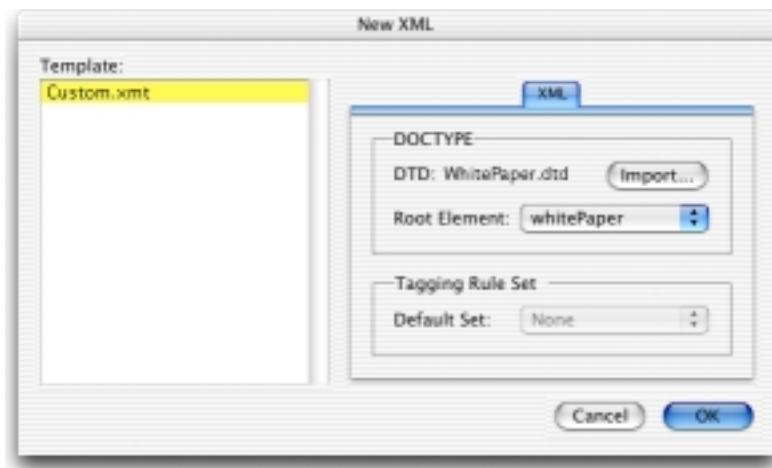 New XML
Template:
Custom.xmt
XML
DOCTYPE
DTD: WhitePaper.dtd
Import...
Root Element: whitePaper
Tagging Rule Set
Default Set: None
Cancel
OK